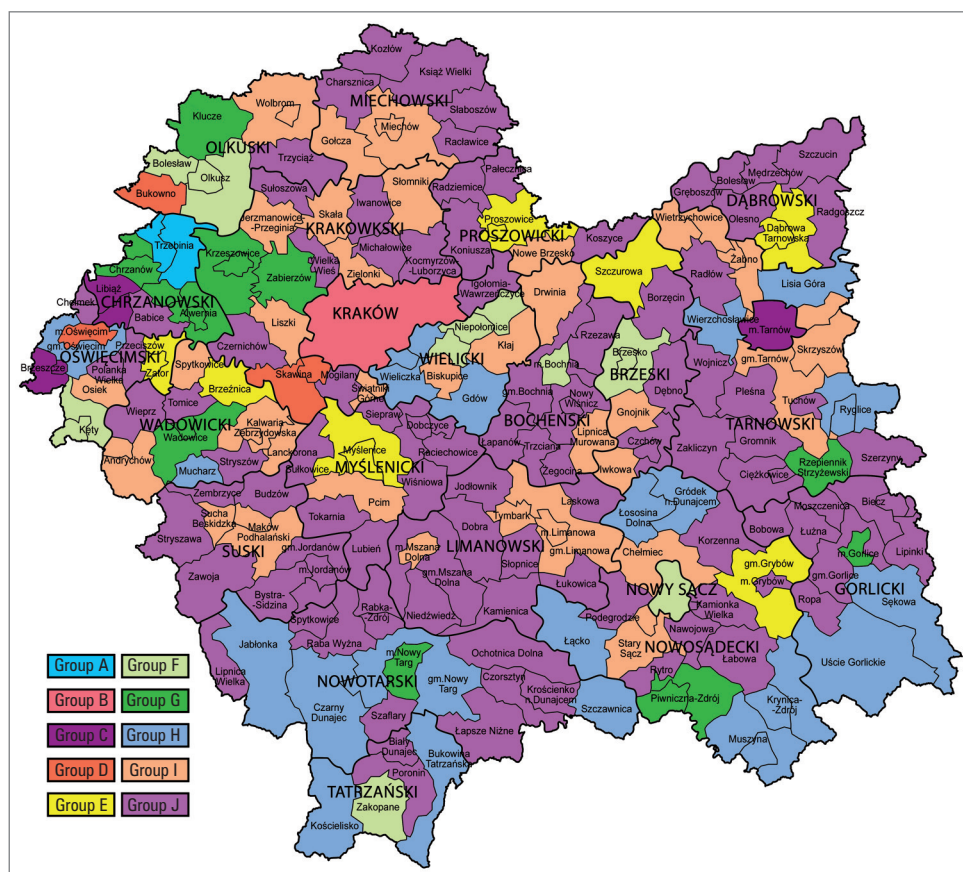 Kozłów
Książ Wielki
Charsznica
MIECHOWSKI
Słaboszów
Wolbrom
Miechów
Klucze
Gołcza
Racławice
OLKUSKI
Trzyciąż
Bolesław
Olkusz
Słomniki
Pałecznica
Bukowno
Sułoszowa
Iwanowice
Radziemice
Skała
Jerzmanowice-
-Przeginia
KRAKOWSKI
Proszowice
PROSZOWICKI
Trzebinia
Krzeszowice
Michałowice
Wielka
Wieś
Koniusza
Nowe Brzesko
Koszyce
Chrzanów
Zabierzów
Kocmyrzów
-Luborzyca
Zielonki
Szczurowa
Libiąż
CHRZANOWSKI
Chełmek
Babice
Alwernia
Igołomia-
Wawrzeńczyce
KRAKÓW
Drwinia
Borzęcin
Liszki
Czernichów
Niepołomice
Rzezawa
m.Oświęcim
gm.Oświęcim
OŚWIĘCIMSKI
Przeciszów
Zator
Spytkowice
Skawina
Mogilany
WIELICKI
Wieliczka
Kłaj
Biskupice
Gdów
m.Bochnia
Brzesko
BRZESKI
Brzeszcze
Polanka
Wielka
Osiek
Brzeźnica
Świątniki
Górne
gm.Bochnia
Nowy
Wiśnicz
Dębno
Kęty
Wieprz
Tomice
WADOWICKI
Wadowice
Kalwaria
Zebrzydowska
Siepraw
Dobczyce
BOCHEŃSKI
Gnojnik
Andrychów
Stryszów
Lanckorona
Myślenice
MYŚLENICKI
Sułkowice
Raciechowice
Łapanów
Trzciana
Lipnica
Murowana
Czchów
Mucharz
Wiśniowa
Żegocina
Iwkowa
Zembrzyce
Budzów
Pcim
Jodłownik
Laskowa
Sucha
Beskidzka
Maków
Podhalański
Tokarnia
Tymbark
Stryszawa
SUSKI
gm.Jordanów
Lubień
Dobra
m.Limanowa
LIMANOWSKI
gm.Limanowa
m.Mszana
Dolna
Słopnice
Zawoja
m.Jordanów
gm.Mszana
Dolna
Łukowica
Bystra-
-Sidzina
Rabka-
Zdrój
Niedźwiedź
Kamienica
Spytkowice
Raba Wyżna
Szczucin
Mędrzechów
Bolesław
Gręboszów
DĄBROWSKI
Wietrzychowice
Olesno
Radgoszcz
Dąbrowa
Tarnowska
Żabno
Radłów
Lisia Góra
Wierzchosławice
m.Tarnów
Skrzyszów
Wojnicz
gm.Tarnów
Pleśna
Tuchów
Ryglice
TARNOWSKI
Zakliczyn
Gromnik
Rzepiennik
Strzyżewski
Szerzyny
Ciężkowice
Gródek
n.Dunajcem
Łososina
Dolna
Moszczenica
Biecz
Bobowa
Łużna
Chełmiec
Korzenna
m.Gorlice
Lipinki
gm.Grybów
m.Grybów
gm.Gorlice
GORLICKI
NOWY SĄCZ
Kamionka
Wielka
Ropa
Sękowa
Podegrodzie
Nawojowa
Stary
Sącz
NOWOSĄDECKI
Łabowa
Łącko
Rytro
Uście Gorlickie
Piwniczna-Zdrój
Krynica-
-Zdrój
Muszyna
Szczawnica
Jabłonka
Lipnica
Wielka
m.Nowy
Targ
NOWOTARSKI
gm.Nowy
Targ
Ochotnica Dolna
Czorsztyn
Krościenko
n.Dunajcem
Czarny
Dunajec
Szaflary
Łapsze Niżne
Biały
Dunajec
Bukowina
Tatrzańska
Poronin
TATRZAŃSKI
Zakopane
Kościelisko
Group A
Group F
Group B
Group G
Group C
Group H
Group D
Group I
Group E
Group J